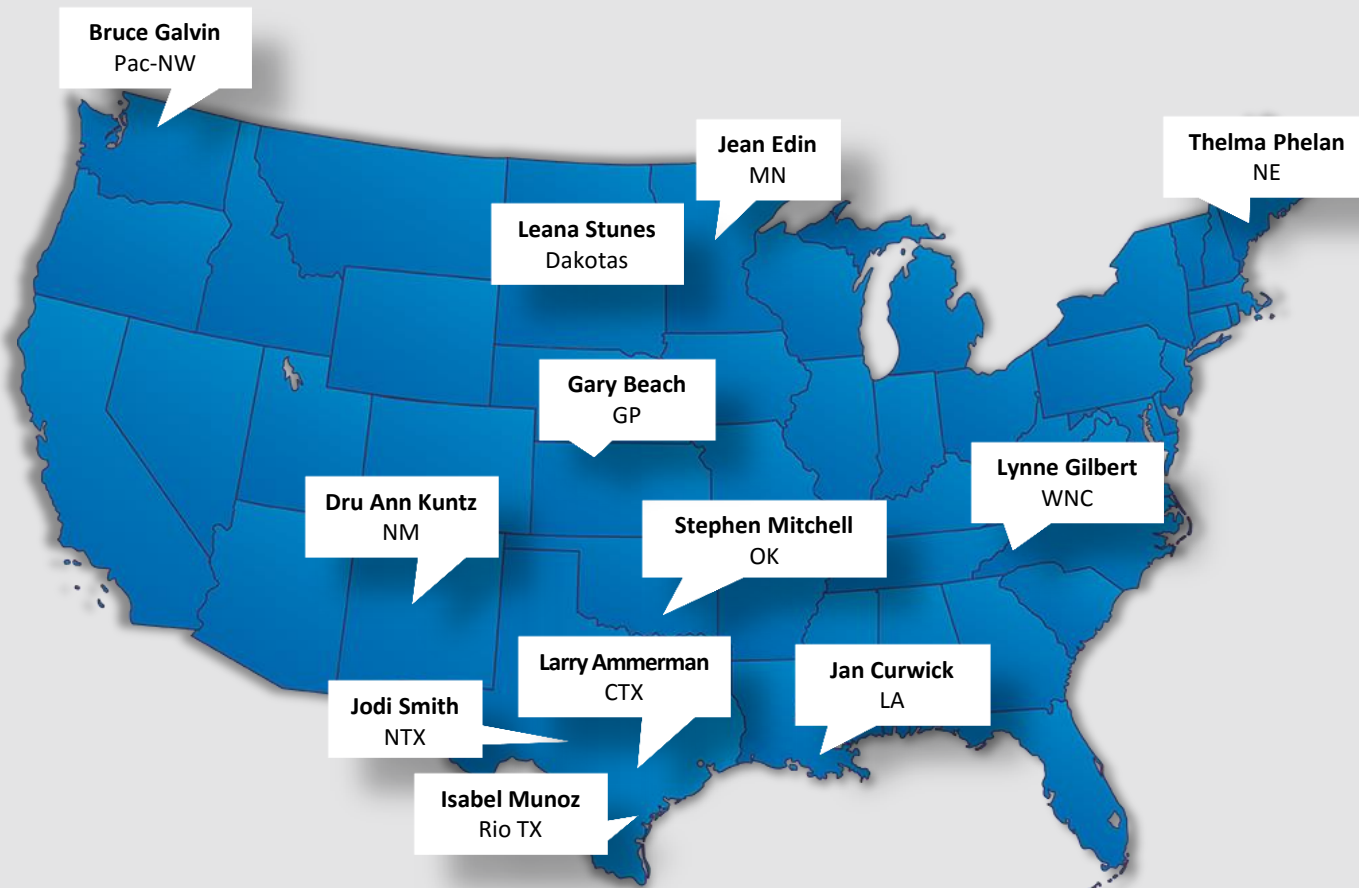 Bruce Galvin
Pac-NW
Jean Edin
MN
Thelma Phelan
NE
Leana Stunes
Dakotas
Gary Beach
GP
Lynne Gilbert
WNC
Dru Ann Kuntz
NM
Stephen Mitchell
OK
Larry Ammerman
CTX
Jan Curwick
LA
Jodi Smith
NTX
Isabel Munoz
Rio TX